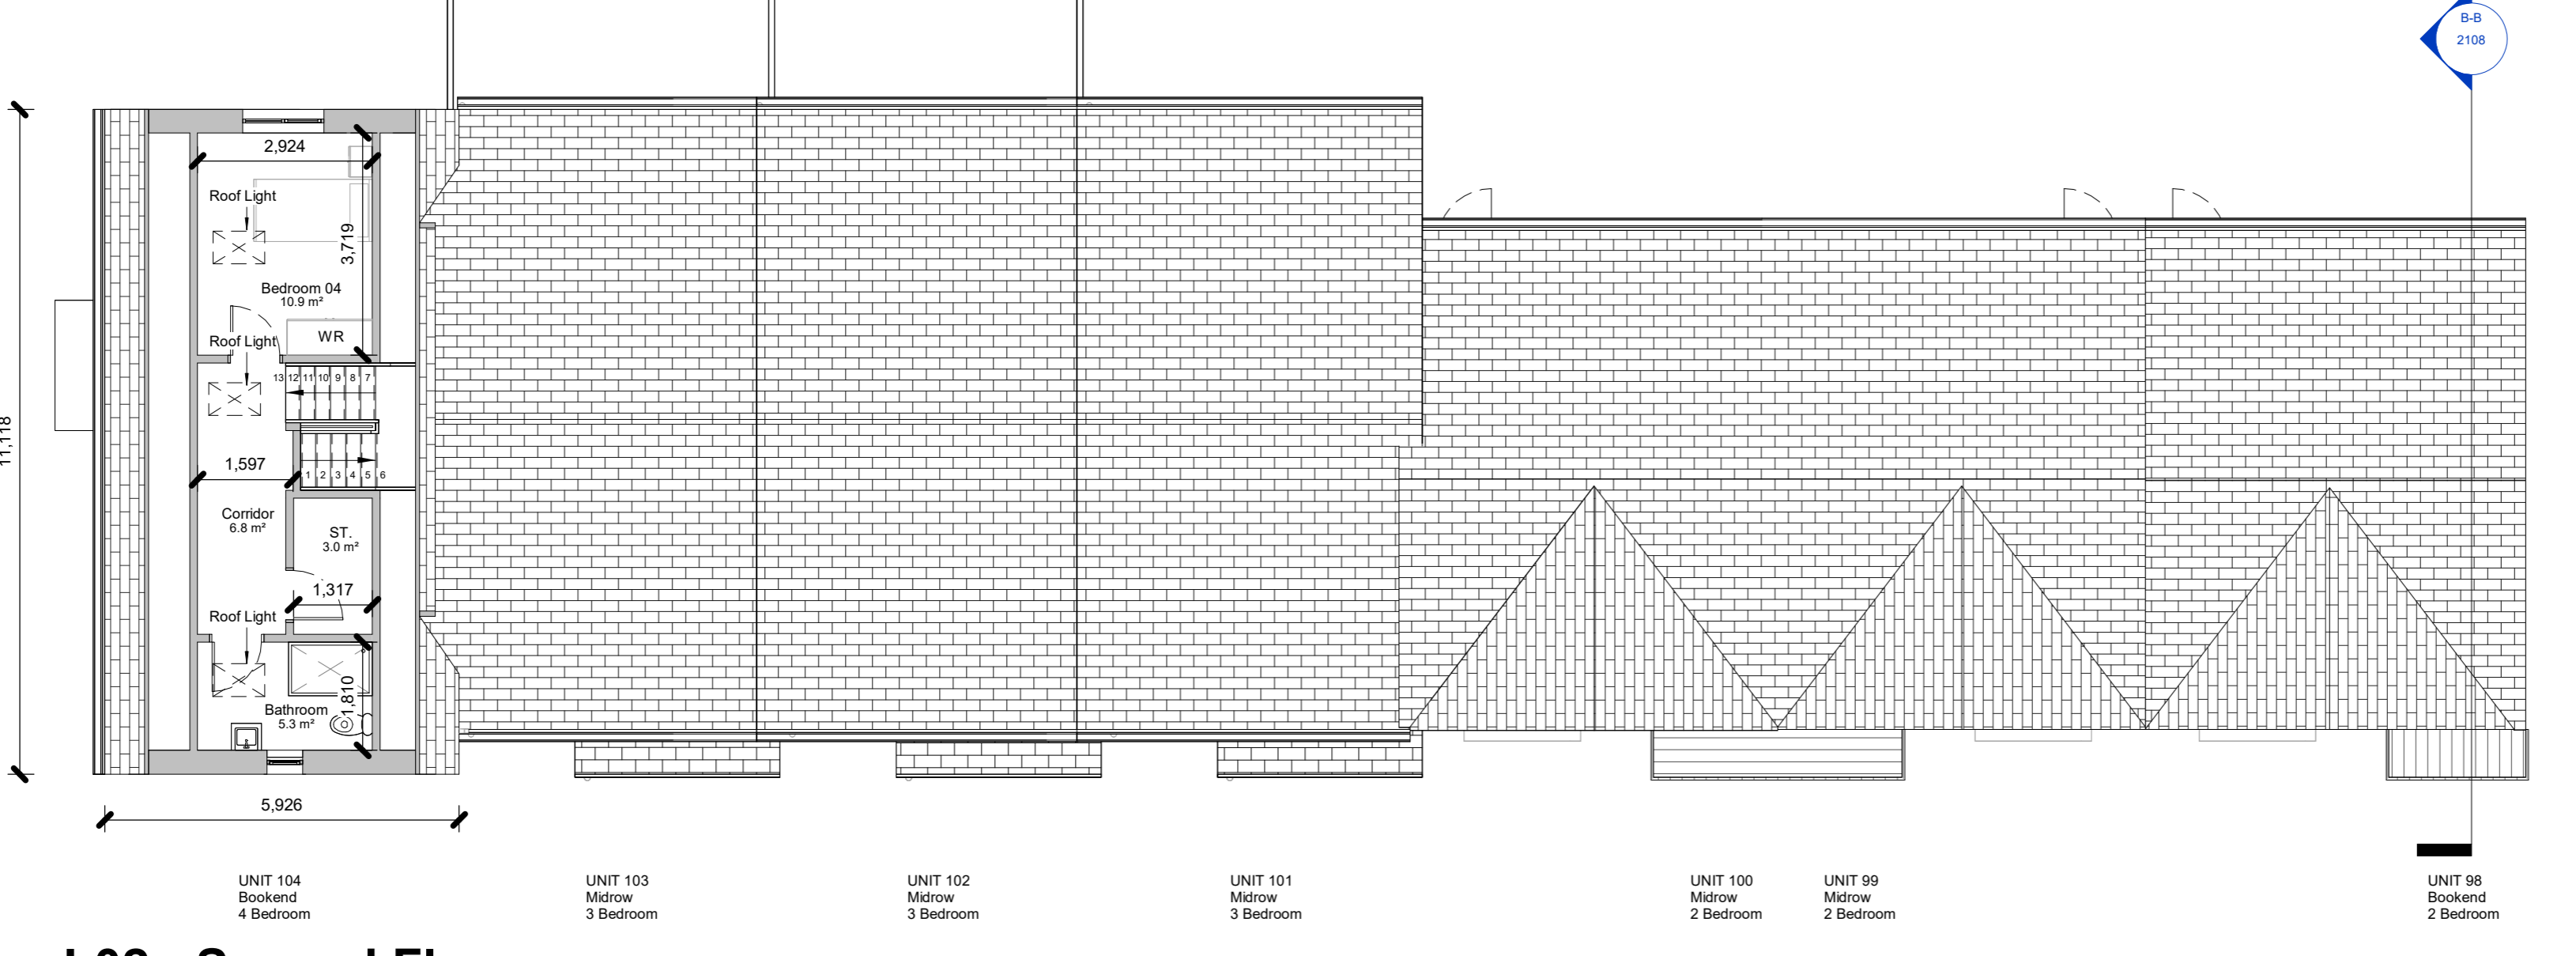 B-B
2108
2,924
Roof Light
3,719
Bedroom 04
10.9 m²
WR
Roof Light
13 12 11 10 9 8 7
11,118
1,597
1 2 3 4 5 6
Corridor
6.8 m²
ST.
3.0 m²
1,317
Roof Light
1,810
Bathroom
5.3 m²
5,926
UNIT 104
Bookend
4 Bedroom
UNIT 103
Midrow
3 Bedroom
UNIT 102
Midrow
3 Bedroom
UNIT 101
Midrow
3 Bedroom
UNIT 100
Midrow
2 Bedroom
UNIT 99
Midrow
2 Bedroom
UNIT 98
Bookend
2 Bedroom